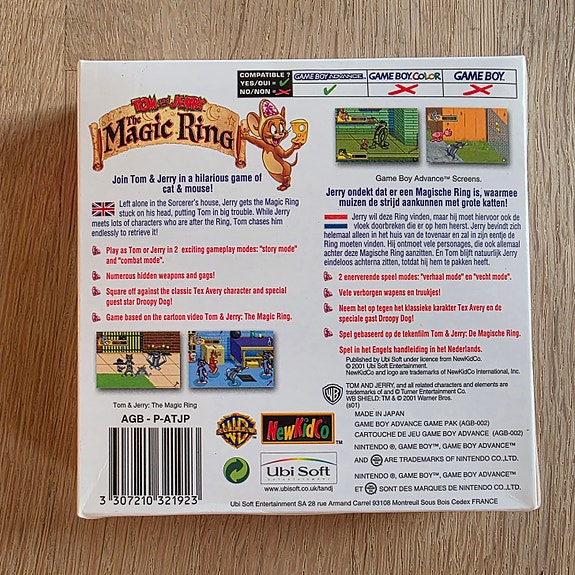 COMPATIBLE ?
YES/OUI =
NO/NON =
GAME BOY ADVANCE™
GAME BOY COLOR
GAME BOY™
TOM AND JERRY
The
MAGIC RING
Join Tom & Jerry in a hilarious game of
cat & mouse!
Left alone in the Sorcerer's house, Jerry gets the Magic Ring
stuck on his head, putting Tom in big trouble. While Jerry
meets lots of characters who are after the Ring, Tom chases him
endlessly to retrieve it!
Play as Tom or Jerry in 2 exciting gameplay modes: "story mode"
and "combat mode".
Numerous hidden weapons and gags!
Square off against the classic Tex Avery character and special
guest star Droopy Dog!
Game based on the cartoon video Tom & Jerry: The Magic Ring.
Game Boy Advance™ Screens.
Jerry ondekt dat er een Magische Ring is, waarmee
muizen de strijd aankunnen met grote katten!
Jerry wil deze Ring vinden, maar hij moet hiervoor ook de
vloek doorbreken die er op hem heerst. Jerry bevindt zich
helemaal alleen in het huis van de tovenaar en zal in zijn eentje de
Ring moeten vinden. Hij ontmoet vele personages, die ook allemaal
achter deze Magische Ring aanzitten. En Tom blijft natuurlijk Jerry
eindeloos achterna zitten, totdat hij hem te pakken heeft.
2 enerverende speel modes: "verhaal mode" en "vecht mode".
Vele verborgen wapens en truukjes!
Neem het op tegen het klassieke karakter Tex Avery en de
speciale gast Droopy Dog!
Spel gebaseerd op de tekenfilm Tom & Jerry: De Magische Ring.
Spel in het Engels handleiding in het Nederlands.
Published by Ubi Soft under licence from NewKidCo.
© 2001 Ubi Soft Entertainment.
NewKidCo and logo are trademarks of NewKidCo International Inc.
WB
TOM AND JERRY, and all related characters and elements are
trademarks of and © Turner Entertainment Co.
WB SHIELD: ™ & © 2001 Warner Bros.
(s01)
Tom & Jerry: The Magic Ring
AGB - P-ATJP
3 307210 321923
WARNER BROS
NewKidCo™
Ubi Soft
ENTERTAINMENT
www.ubisoft.co.uk/tandj
MADE IN JAPAN
GAME BOY ADVANCE GAME PAK (AGB-002)
CARTOUCHE DE JEU GAME BOY ADVANCE (AGB-002)
NINTENDO ®, GAME BOY™, GAME BOY ADVANCE™
AND ARE TRADEMARKS OF NINTENDO CO.,LTD.
NINTENDO ®, GAME BOY™, GAME BOY ADVANCE™
ET SONT DES MARQUES DE NINTENDO CO.,LTD.
Ubi Soft Entertainment SA 28 rue Armand Carrel 93108 Montreuil Sous Bois Cedex FRANCE